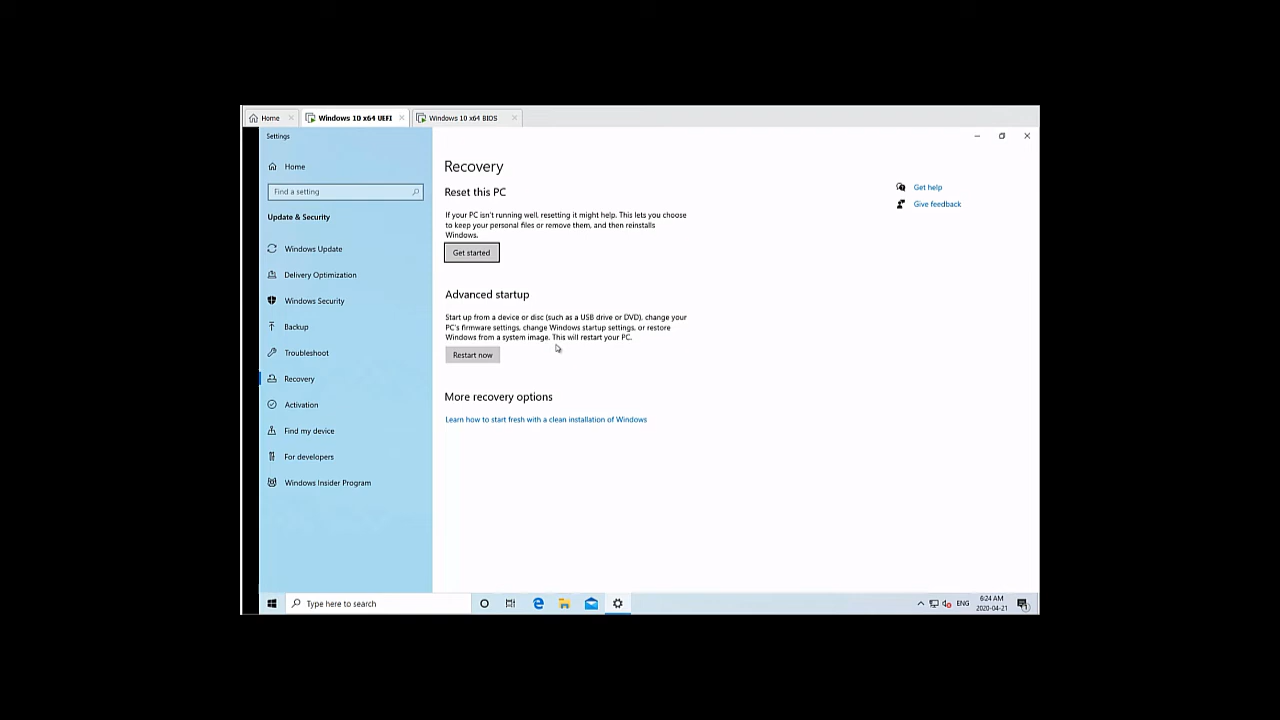 Home
Windows 10 x64 UEFI
Windows 10 x64 BIOS
Settings
Home
Find a setting
Update & Security
Windows Update
Delivery Optimization
Windows Security
Backup
Troubleshoot
Recovery
Activation
Find my device
For developers
Windows Insider Program
Recovery
Reset this PC
If your PC isn't running well, resetting it might help. This lets you choose
to keep your personal files or remove them, and then reinstalls
Windows.
Get started
Advanced startup
Start up from a device or disc (such as a USB drive or DVD), change your
PC's firmware settings, change Windows startup settings, or restore
Windows from a system image. This will restart your PC.
Restart now
More recovery options
Learn how to start fresh with a clean installation of Windows
Get help
Give feedback
Type here to search
ENG
6:24 AM
2020-04-21